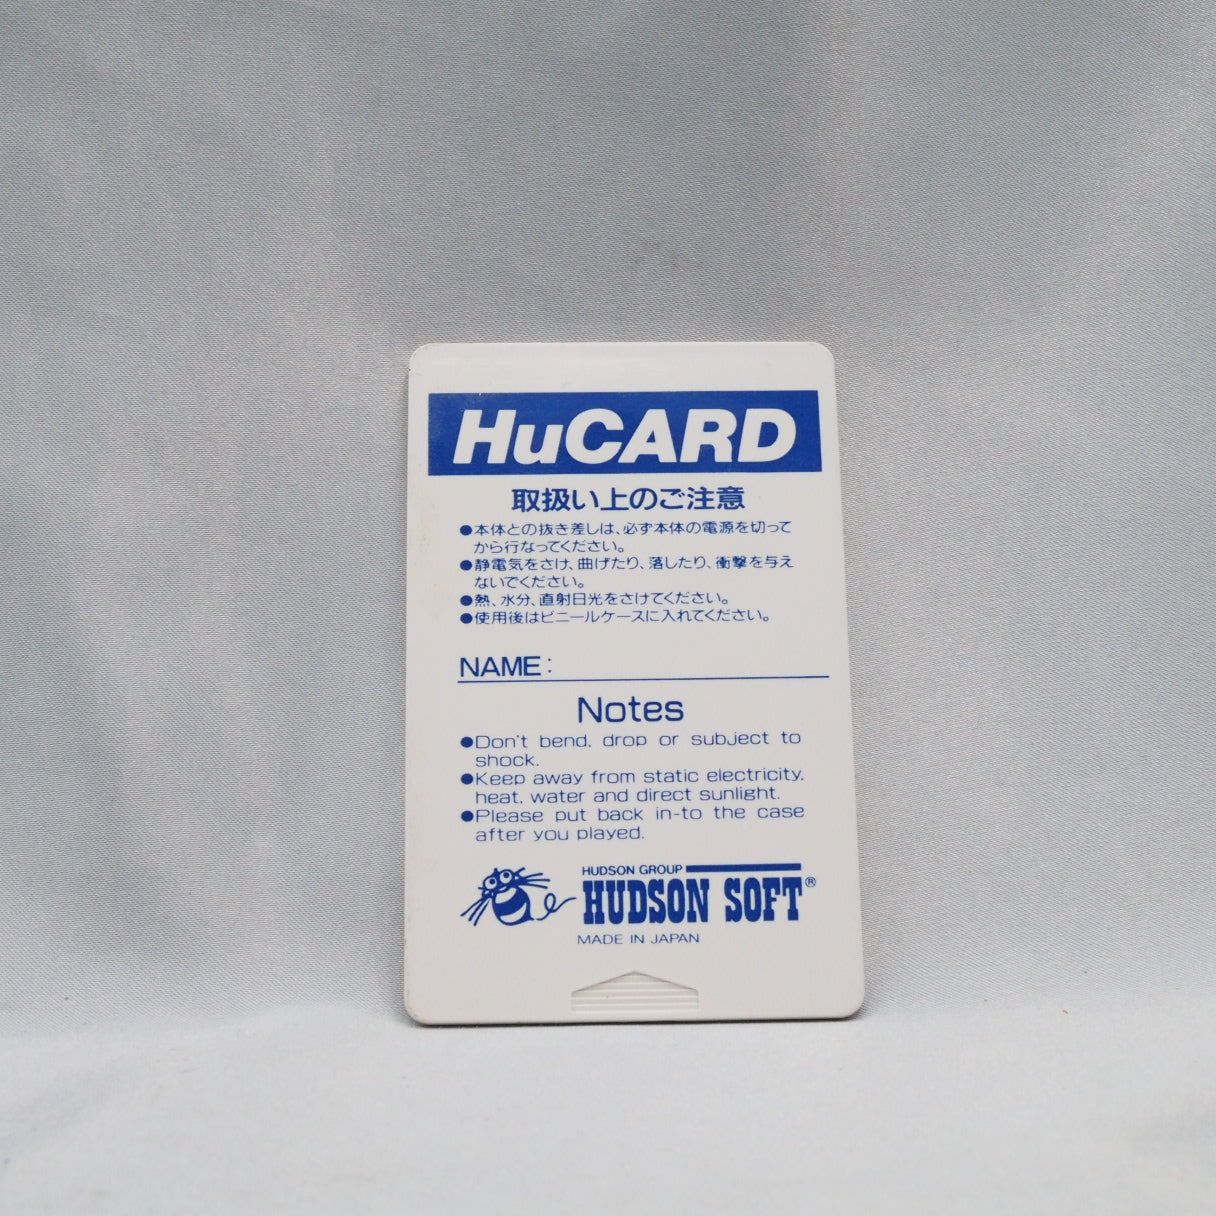 HuCARD
取扱い上のご注意
●本体との抜き差しは、必ず本体の電源を切って
から行なってください。
●静電気をさけ、曲げたり、落したり、衝撃を与え
ないでください。
●熱、水分、直射日光をさけてください。
●使用後はビニールケースに入れてください。
NAME:
Notes
●Don't bend, drop or subject to
shock.
●Keep away from static electricity,
heat, water and direct sunlight.
●Please put back in-to the case
after you played.
HUDSON GROUP
HUDSON SOFT®
MADE IN JAPAN